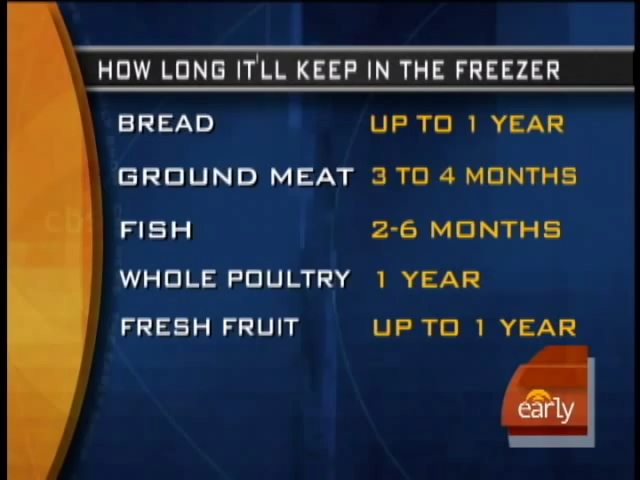 HOW LONG IT'LL KEEP IN THE FREEZER
BREAD UP TO 1 YEAR
GROUND MEAT 3 TO 4 MONTHS
FISH 2-6 MONTHS
WHOLE POULTRY 1 YEAR
FRESH FRUIT UP TO 1 YEAR
cbs
early